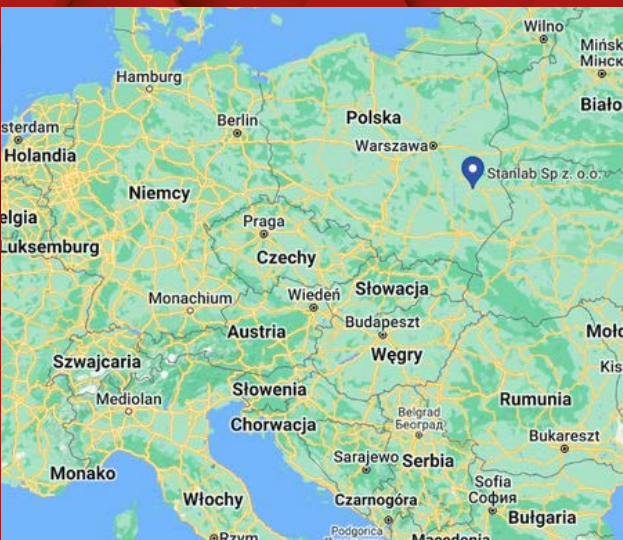 Wilno
Mińsk
Мінск
Hamburg
Biało
Berlin
Polska
sterdam
Warszawa
Holandia
Stanlab Sp z. o.o.
Niemcy
elgia
Praga
Luksemburg
Czechy
Słowacja
Monachium
Wiedeń
Budapeszt
Austria
Mołd
Węgry
Szwajcaria
Kis
Słowenia
Mediolan
Rumunia
Chorwacja
Belgrad
Београд
Bukareszt
Sarajewo
Serbia
Monako
Sofia
София
Włochy
Czarnogóra
Bułgaria
Podgorica
Rzym
Macedonia